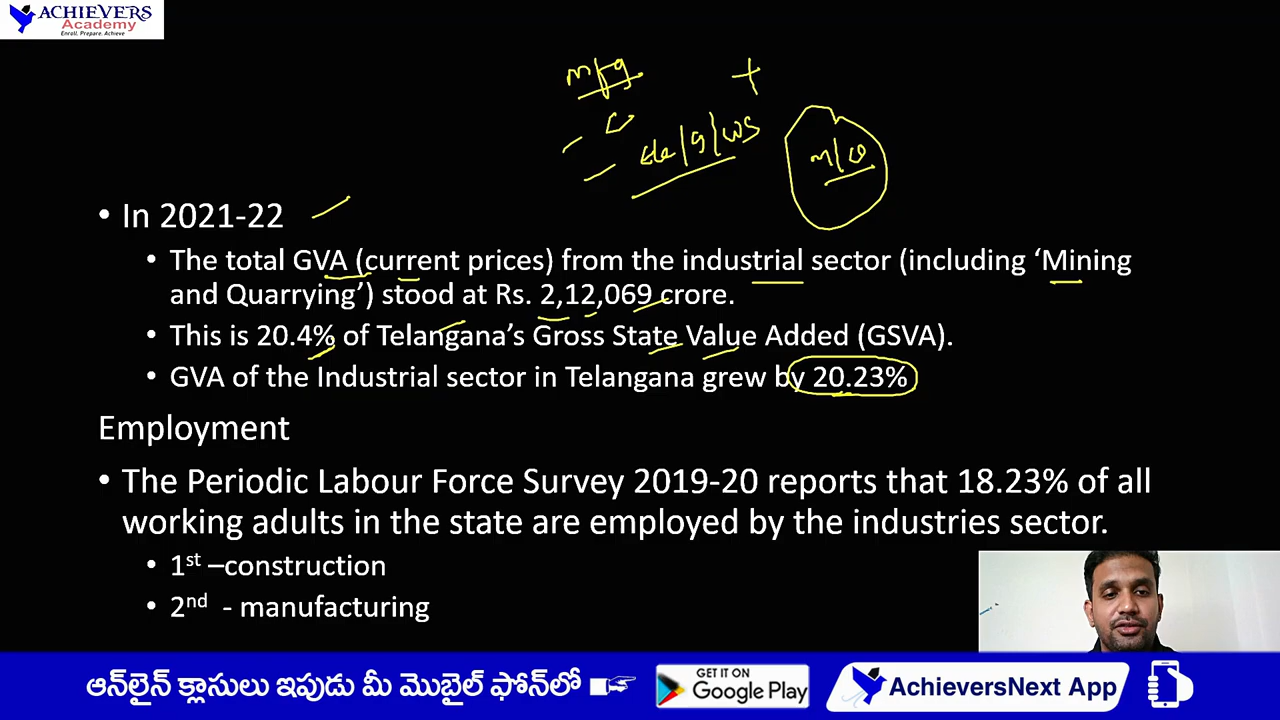 ACHIEVERS
Academy
Enroll. Prepare. Achieve
m/g +
C
Ele/g/WS
m/Q
• In 2021-22
• The total GVA (current prices) from the industrial sector (including ‘Mining
and Quarrying’) stood at Rs. 2,12,069 crore.
• This is 20.4% of Telangana’s Gross State Value Added (GSVA).
• GVA of the Industrial sector in Telangana grew by 20.23%
Employment
• The Periodic Labour Force Survey 2019-20 reports that 18.23% of all
working adults in the state are employed by the industries sector.
• 1st –construction
• 2nd - manufacturing
ఆన్‌లైన్ క్లాసులు ఇపుడు మీ మొబైల్ ఫోన్‌లో
GET IT ON
Google Play
AchieversNext App